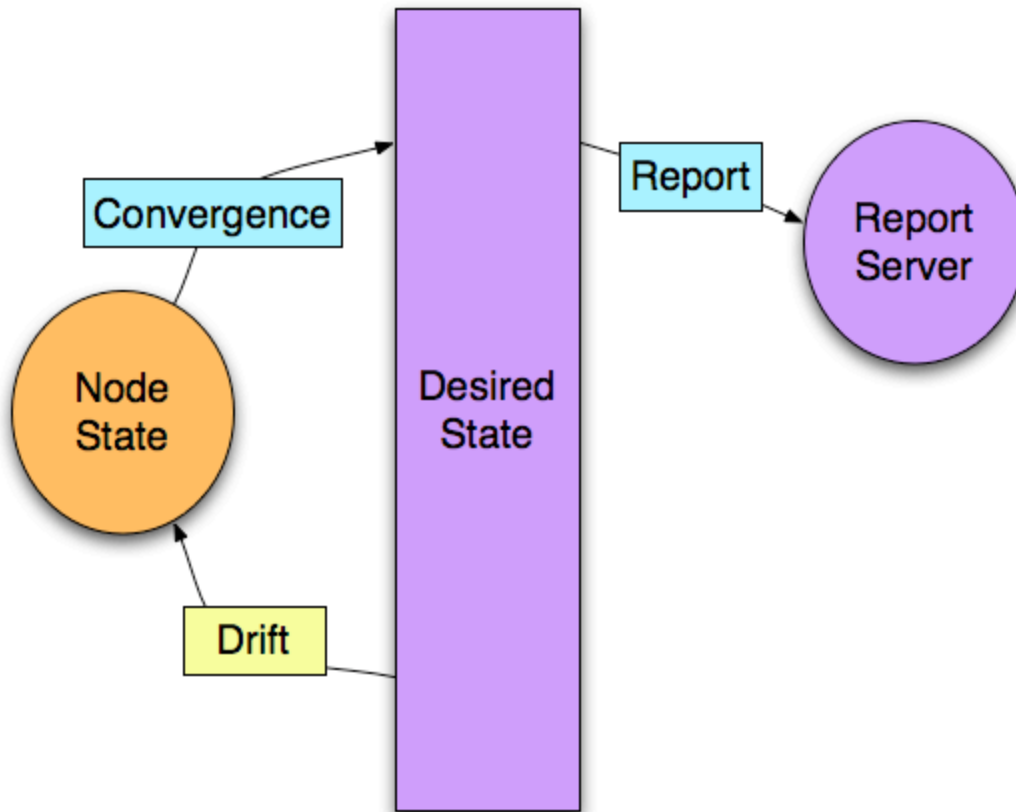 Convergence
Report
Report
Server
Node
State
Desired
State
Drift